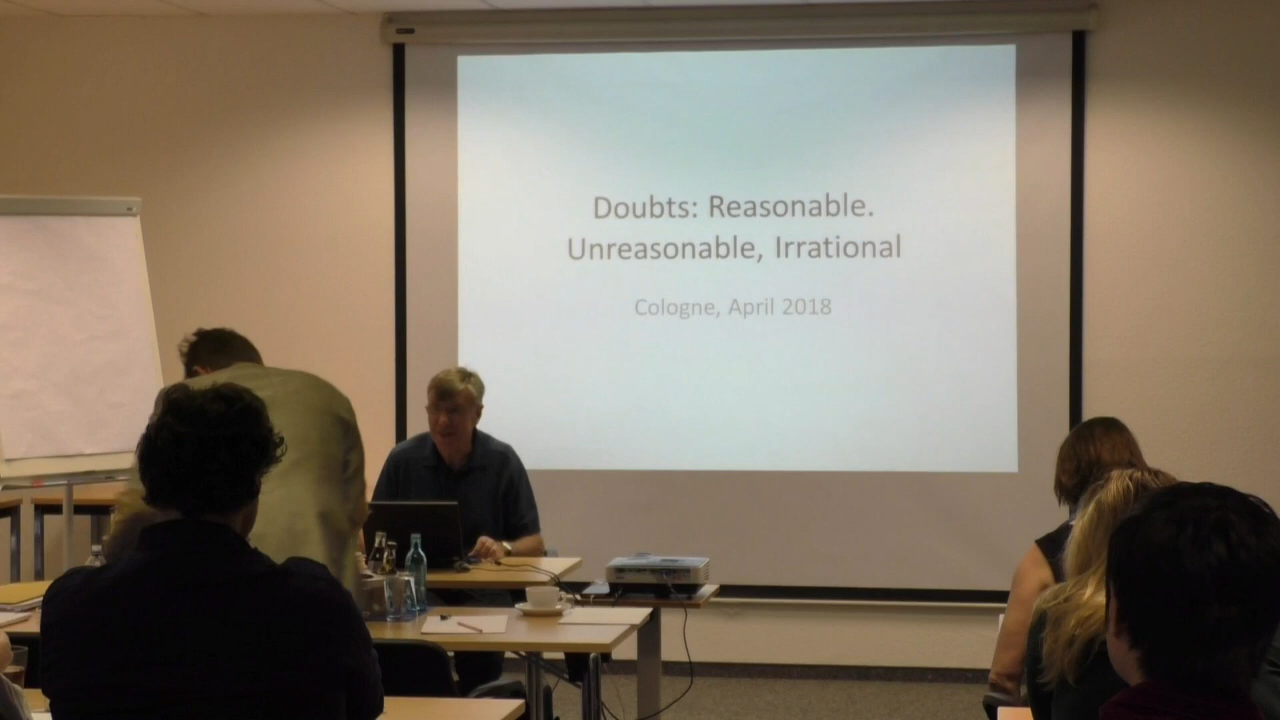 Doubts: Reasonable.
Unreasonable, Irrational
Cologne, April 2018